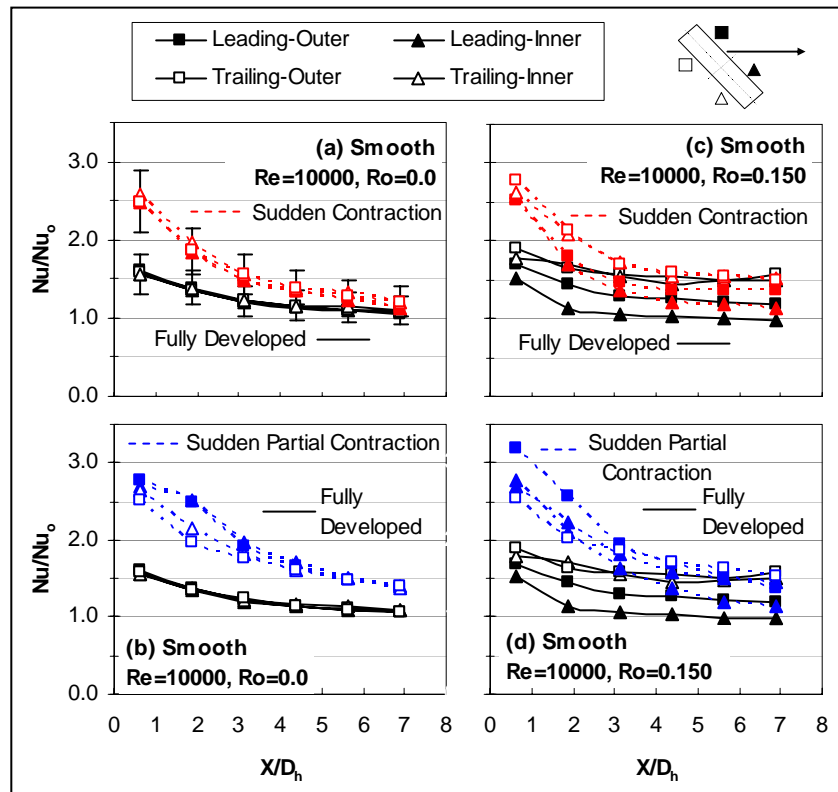 Leading-Outer
Leading-Inner
Trailing-Outer
Trailing-Inner
(a) Smooth
Re=10000, Ro=0.0
Sudden Contraction
Fully Developed
Nu/Nuo
3.0
2.0
1.0
0.0
(c) Smooth
Re=10000, Ro=0.150
Sudden Contraction
Fully Developed
Sudden Partial Contraction
Fully
Developed
(b) Smooth
Re=10000, Ro=0.0
Nu/Nuo
3.0
2.0
1.0
0.0
0 1 2 3 4 5 6 7 8
X/Dh
Sudden Partial
Contraction
Fully
Developed
(d) Smooth
Re=10000, Ro=0.150
0 1 2 3 4 5 6 7 8
X/Dh